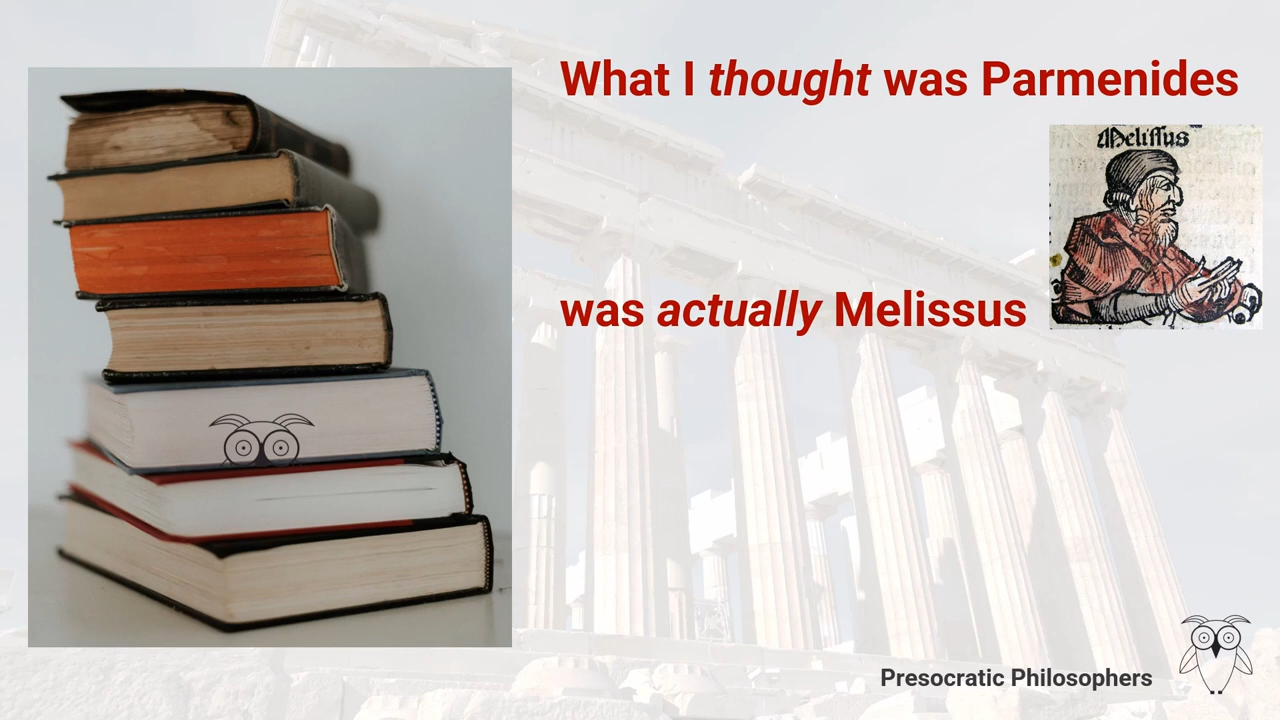 What I thought was Parmenides
Melissus
was actually Melissus
Presocratic Philosophers